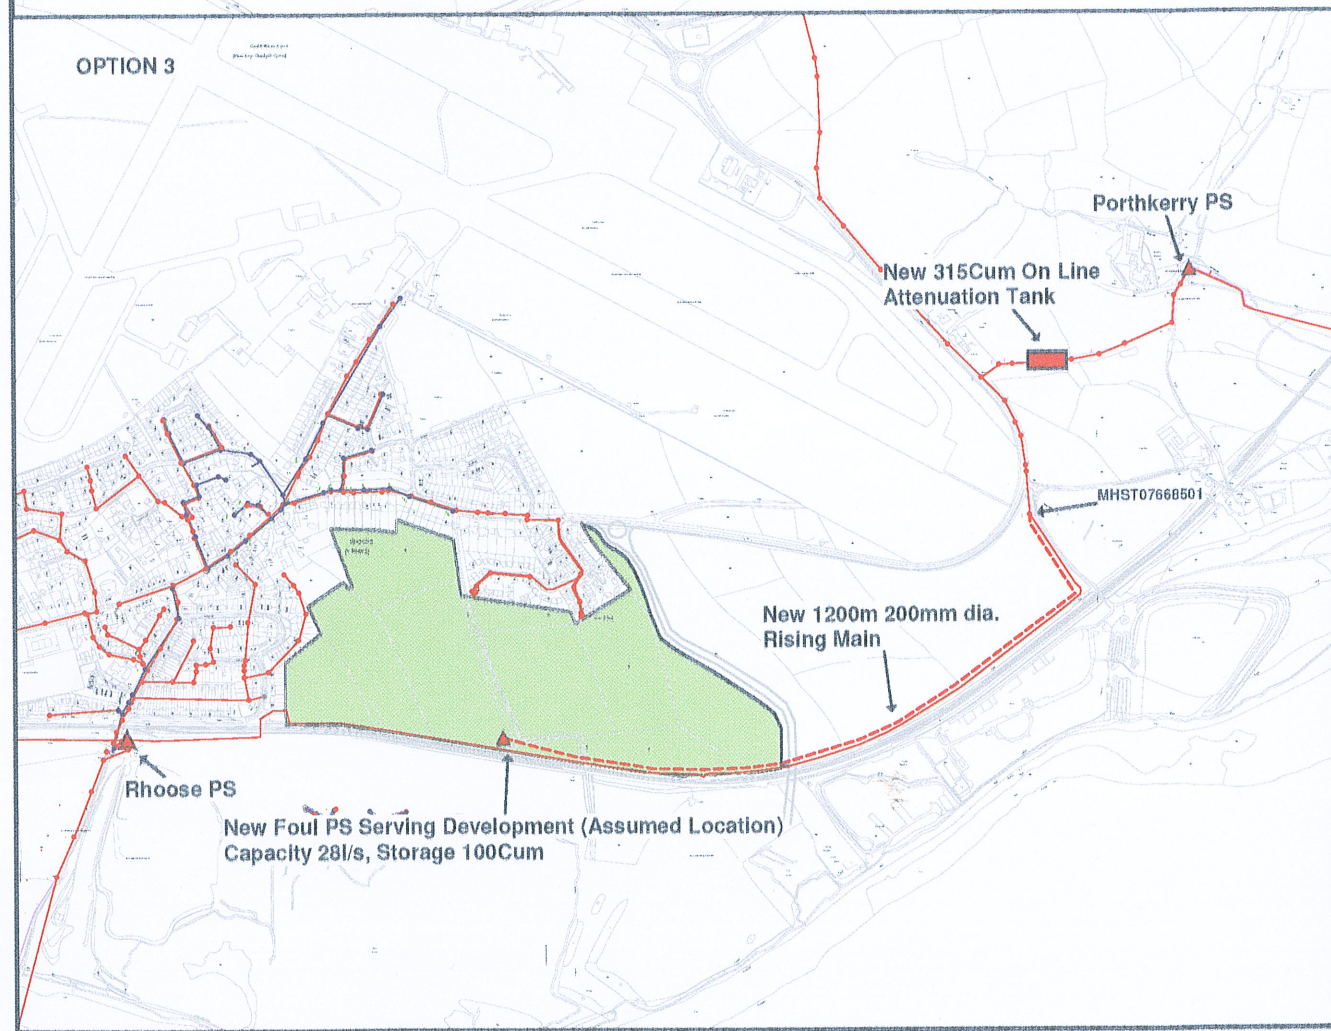 OPTION 3
Porthkerry PS
New 315Cum On Line
Attenuation Tank
MHST07668501
New 1200m 200mm dia.
Rising Main
Rhoose PS
New Foul PS Serving Development (Assumed Location)
Capacity 28l/s, Storage 100Cum